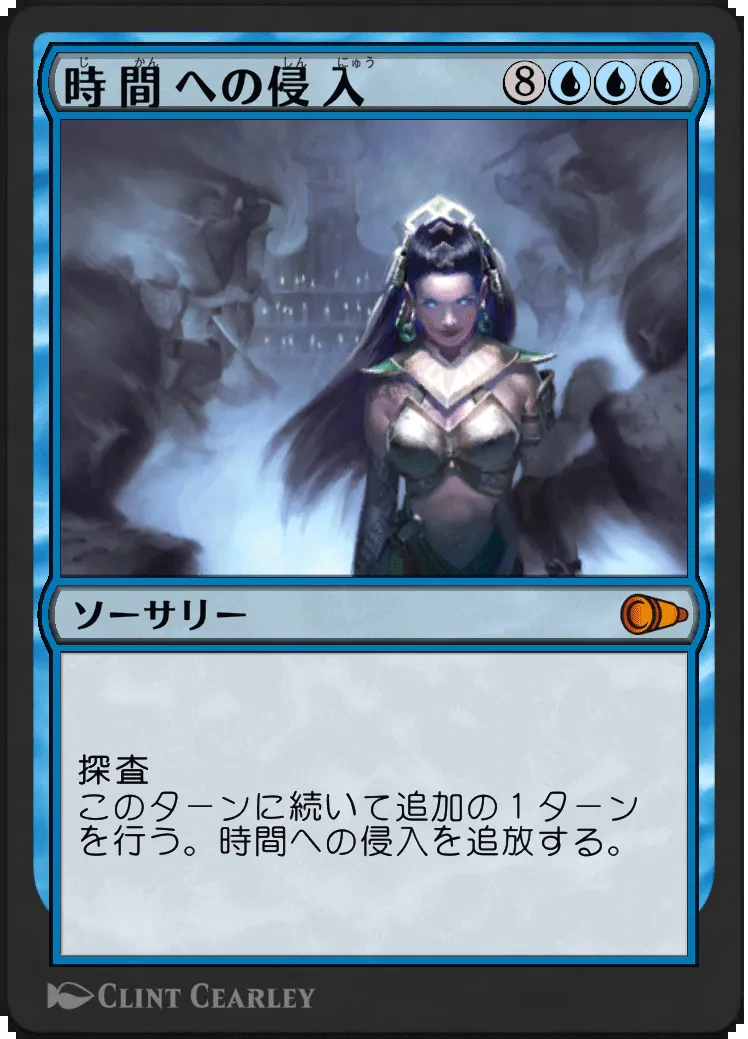 時間への侵入 8
ソーサリー
探査
このターンに続いて追加の１ターン
を行う。時間への侵入を追放する。
CLINT CEARLEY